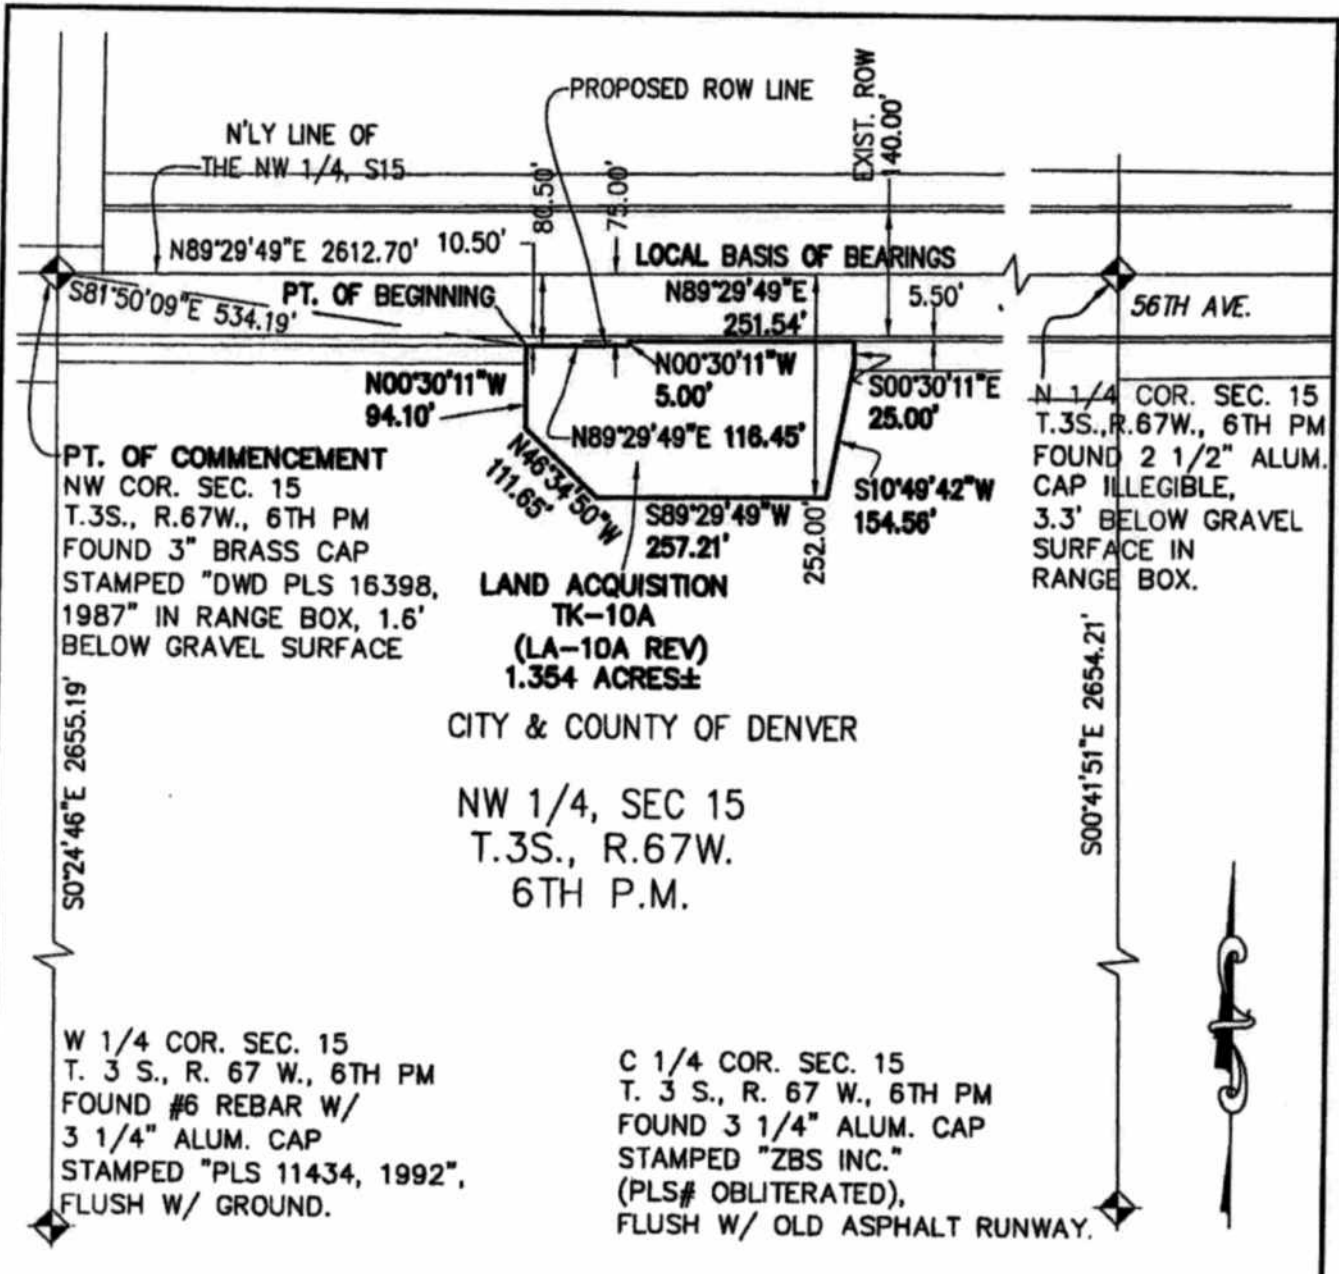 PROPOSED ROW LINE
EXIST. ROW
140.00'
N'LY LINE OF
THE NW 1/4, S15
80.50'
75.00'
N89°29'49"E 2612.70'
10.50'
LOCAL BASIS OF BEARINGS
S81°50'09"E 534.19'
PT. OF BEGINNING
N89°29'49"E
251.54'
5.50'
56TH AVE.
N00°30'11"W
94.10'
N00°30'11"W
5.00'
S00°30'11"E
25.00'
N89°29'49"E 116.45'
N46°34'50"W
111.65'
S89°29'49"W
257.21'
252.00'
S10°49'42"W
154.56'
N 1/4 COR. SEC. 15
T.3S.,R.67W., 6TH PM
FOUND 2 1/2" ALUM.
CAP ILLEGIBLE,
3.3' BELOW GRAVEL
SURFACE IN
RANGE BOX.
PT. OF COMMENCEMENT
NW COR. SEC. 15
T.3S., R.67W., 6TH PM
FOUND 3" BRASS CAP
STAMPED "DWD PLS 16398,
1987" IN RANGE BOX, 1.6'
BELOW GRAVEL SURFACE
LAND ACQUISITION
TK-10A
(LA-10A REV)
1.354 ACRES±
CITY & COUNTY OF DENVER
S0°24'46"E 2655.19'
S00°41'51"E 2654.21'
NW 1/4, SEC 15
T.3S., R.67W.
6TH P.M.
W 1/4 COR. SEC. 15
T. 3 S., R. 67 W., 6TH PM
FOUND #6 REBAR W/
3 1/4" ALUM. CAP
STAMPED "PLS 11434, 1992",
FLUSH W/ GROUND.
C 1/4 COR. SEC. 15
T. 3 S., R. 67 W., 6TH PM
FOUND 3 1/4" ALUM. CAP
STAMPED "ZBS INC."
(PLS# OBLITERATED),
FLUSH W/ OLD ASPHALT RUNWAY.